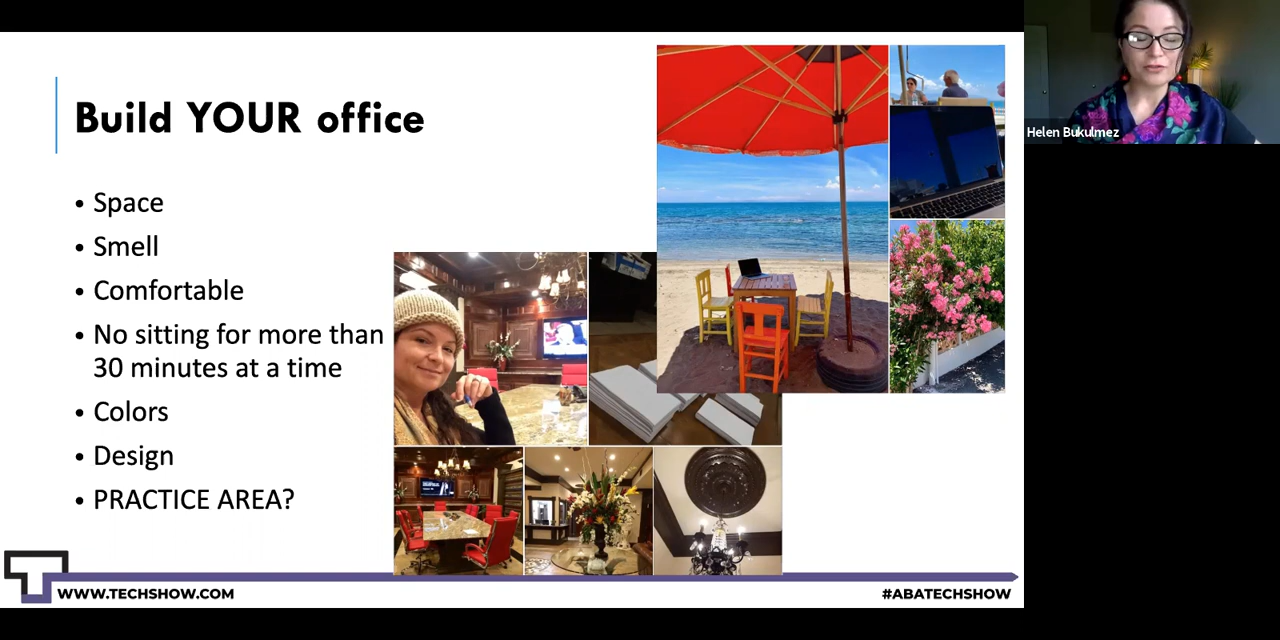 Build YOUR office
• Space
• Smell
• Comfortable
• No sitting for more than
30 minutes at a time
• Colors
• Design
• PRACTICE AREA?
WWW.TECHSHOW.COM
#ABATECHSHOW
Helen Bukulmez